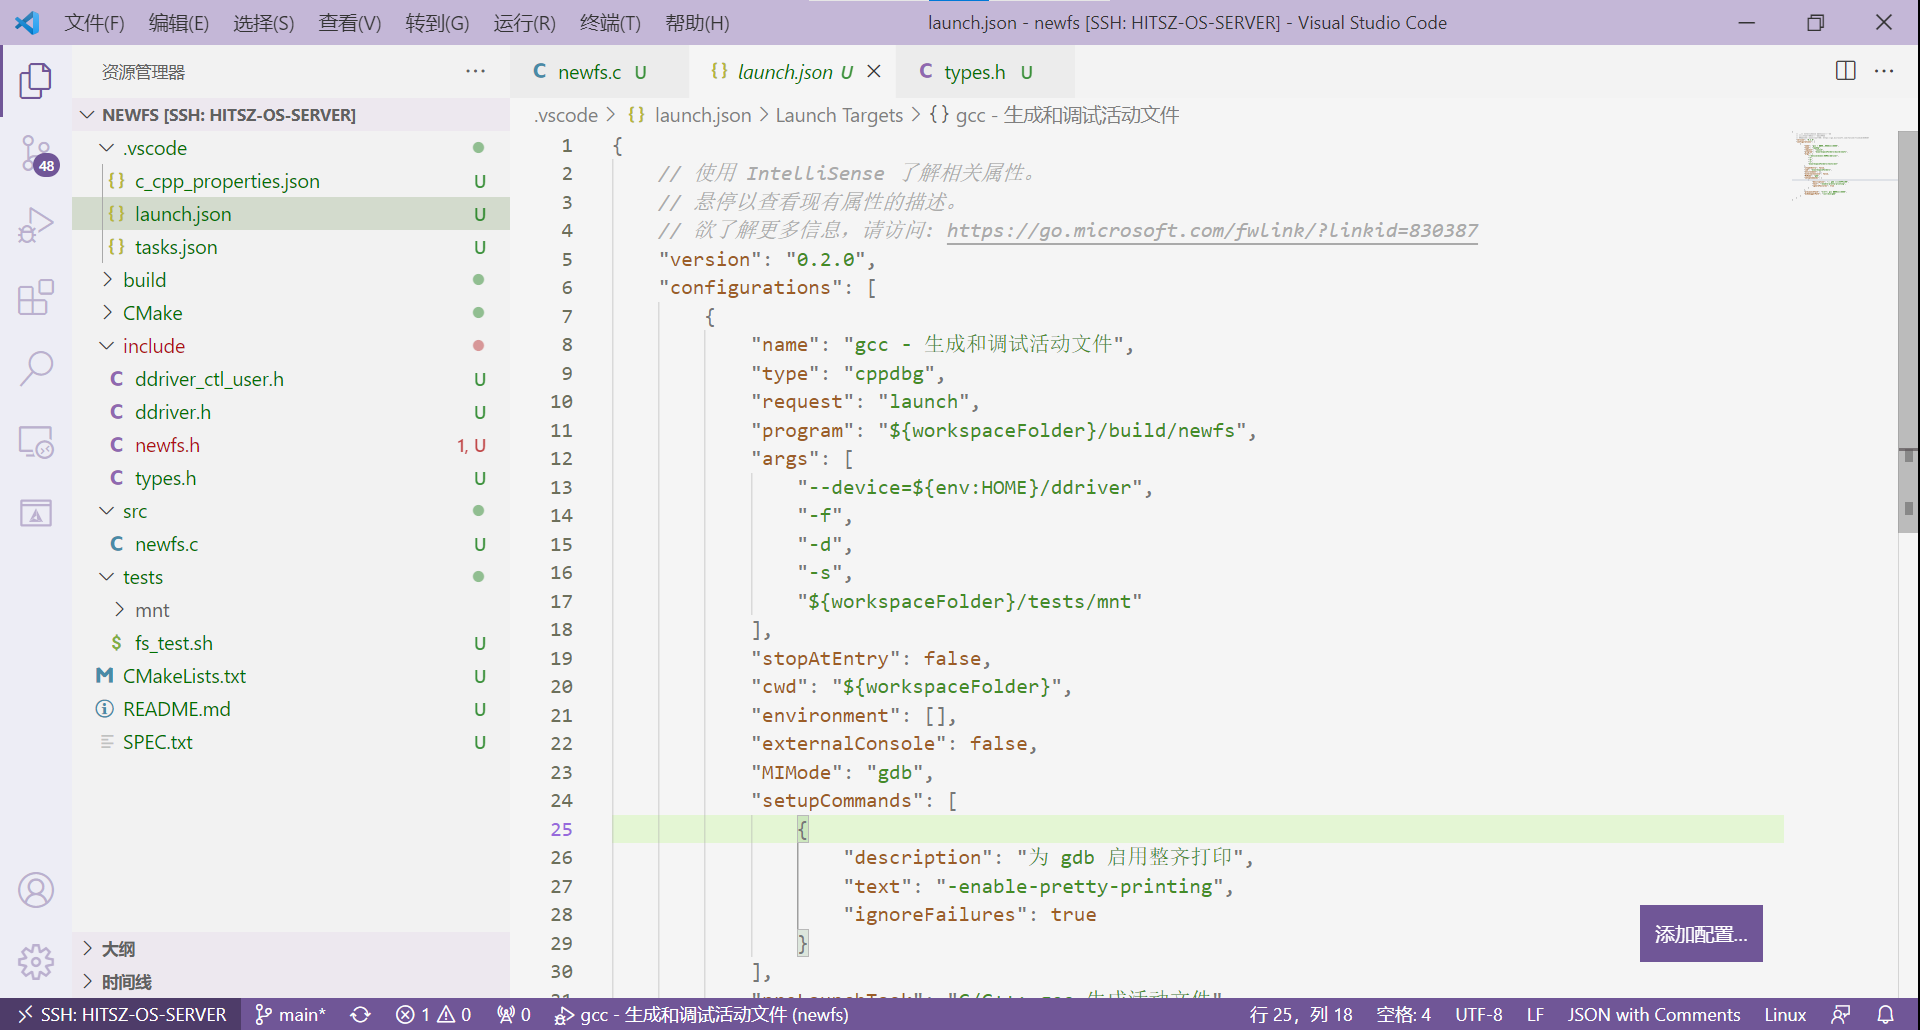 文件(F) 编辑(E) 选择(S) 查看(V) 转到(G) 运行(R) 终端(T) 帮助(H) launch.json - newfs [SSH: HITSZ-OS-SERVER] - Visual Studio Code
资源管理器
NEWFS [SSH: HITSZ-OS-SERVER]
.vscode
{} c_cpp_properties.json U
{} launch.json U
{} tasks.json U
build
CMake
include
C ddriver_ctl_user.h U
C ddriver.h U
C newfs.h 1, U
C types.h U
src
C newfs.c U
tests
mnt
$ fs_test.sh U
M CMakeLists.txt U
README.md U
SPEC.txt U
大纲
时间线
48
C newfs.c U {} launch.json U C types.h U
.vscode > {} launch.json > Launch Targets > {} gcc - 生成和调试活动文件
1 {
2 // 使用 IntelliSense 了解相关属性。
3 // 悬停以查看现有属性的描述。
4 // 欲了解更多信息，请访问: https://go.microsoft.com/fwlink/?linkid=830387
5 "version": "0.2.0",
6 "configurations": [
7 {
8 "name": "gcc - 生成和调试活动文件",
9 "type": "cppdbg",
10 "request": "launch",
11 "program": "${workspaceFolder}/build/newfs",
12 "args": [
13 "--device=${env:HOME}/ddriver",
14 "-f",
15 "-d",
16 "-s",
17 "${workspaceFolder}/tests/mnt"
18 ],
19 "stopAtEntry": false,
20 "cwd": "${workspaceFolder}",
21 "environment": [],
22 "externalConsole": false,
23 "MIMode": "gdb",
24 "setupCommands": [
25 {
26 "description": "为 gdb 启用整齐打印",
27 "text": "-enable-pretty-printing",
28 "ignoreFailures": true
29 }
30 ],
31 "preLaunchTask": "C/C++: gcc 生成活动文件"
添加配置...
SSH: HITSZ-OS-SERVER main* 1 0 0 gcc - 生成和调试活动文件 (newfs) 行 25，列 18 空格: 4 UTF-8 LF JSON with Comments Linux